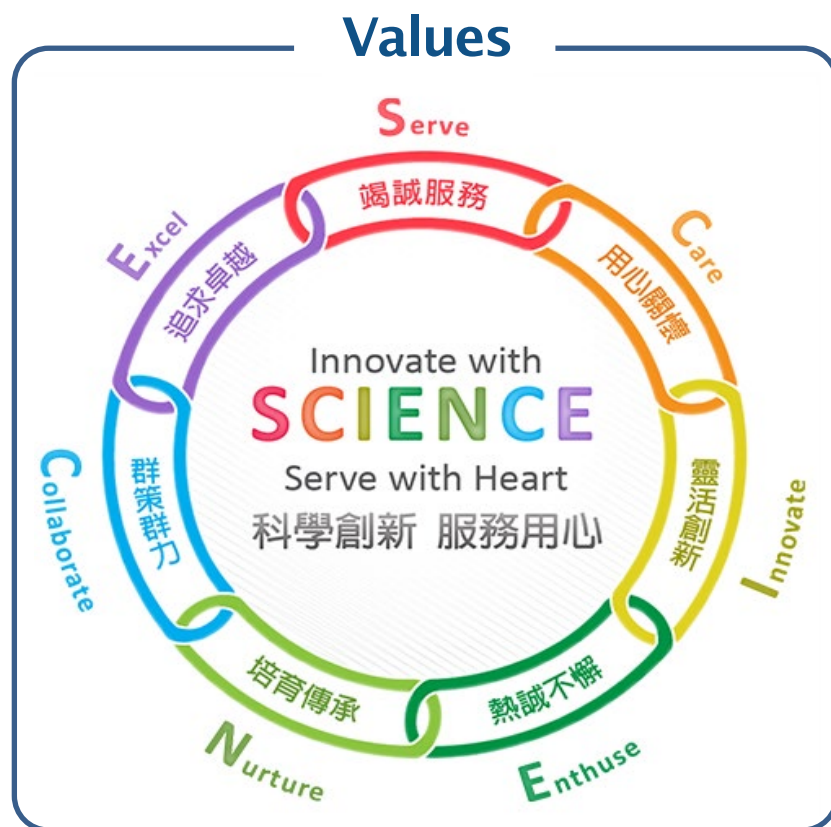 Values
Serve
竭誠服務
Care
用心關懷
Innovate
靈活創新
Enthuse
熱誠不懈
Nurture
培育傳承
Collaborate
群策群力
Excel
追求卓越
Innovate with
SCIENCE
Serve with Heart
科學創新 服務用心